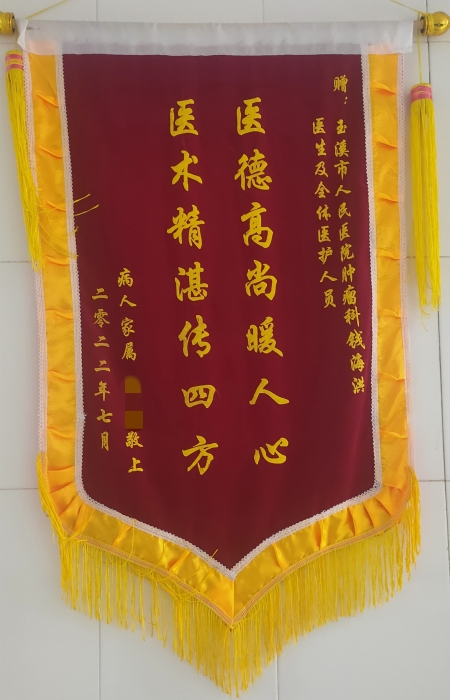 赠：玉溪市人民医院肿瘤科钱海洪
医生及全体医护人员
医德高尚暖人心
医术精湛传四方
病人家属敬上
二零二二年七月